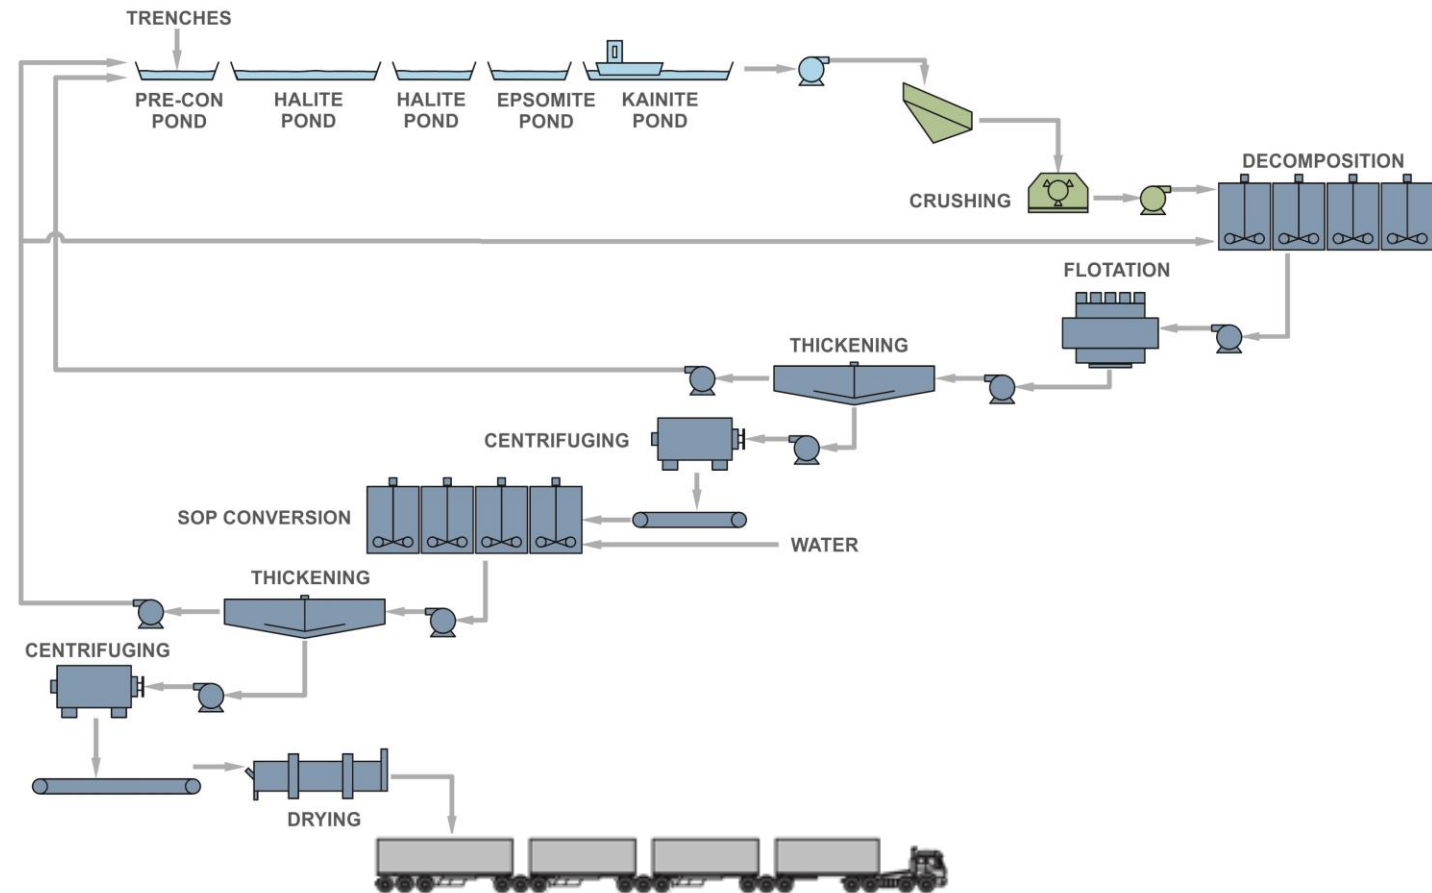 TRENCHES
PRE-CON
POND
HALITE
POND
HALITE
POND
EPSOMITE
POND
KAINITE
POND
DECOMPOSITION
CRUSHING
FLOTATION
THICKENING
CENTRIFUGING
SOP CONVERSION
WATER
THICKENING
CENTRIFUGING
DRYING